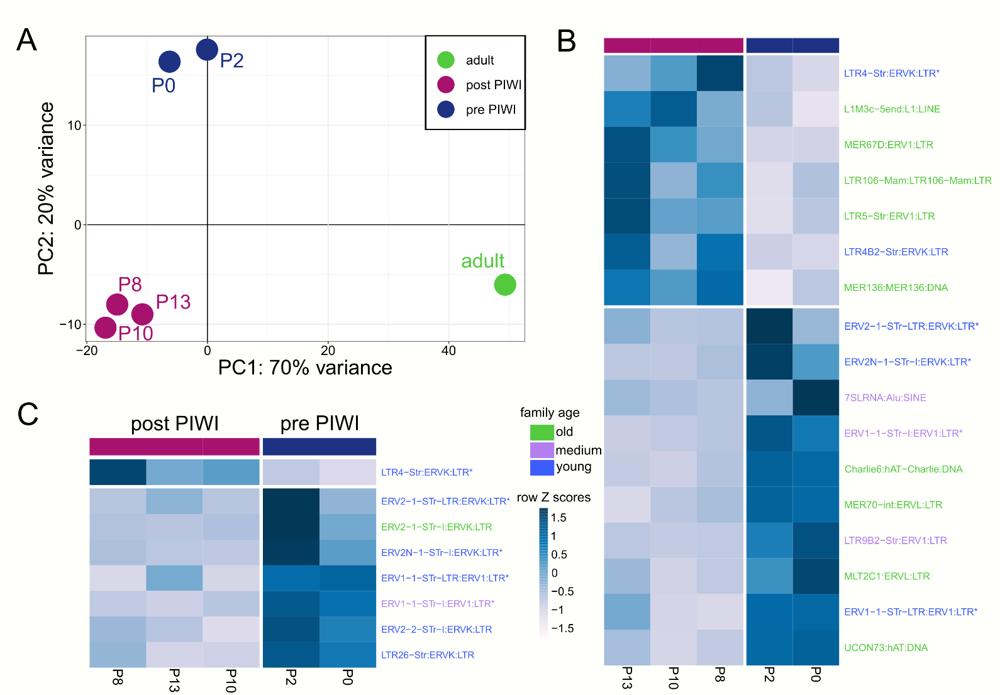 A
P2
P0
adult
post PIWI
pre PIWI
10
0
−10
PC2: 20% variance
adult
P8
P13
P10
−20
0
20
40
PC1: 70% variance
B
LTR4−Str:ERVK:LTR*
L1M3c−5end:L1:LINE
MER67D:ERV1:LTR
LTR106−Mam:LTR106−Mam:LTR
LTR5−Str:ERV1:LTR
LTR4B2−Str:ERVK:LTR
MER136:MER136:DNA
ERV2−1−STr−LTR:ERVK:LTR*
ERV2N−1−STr−I:ERVK:LTR*
7SLRNA:Alu:SINE
ERV1−1−STr−I:ERV1:LTR*
Charlie6:hAT−Charlie:DNA
MER70−int:ERVL:LTR
LTR9B2−Str:ERV1:LTR
MLT2C1:ERVL:LTR
ERV1−1−STr−LTR:ERV1:LTR*
UCON73:hAT:DNA
P13
P10
P8
P2
P0
C
post PIWI
pre PIWI
LTR4−Str:ERVK:LTR*
ERV2−1−STr−LTR:ERVK:LTR*
ERV2−1−STr−I:ERVK:LTR
ERV2N−1−STr−I:ERVK:LTR*
ERV1−1−STr−LTR:ERV1:LTR*
ERV1−1−STr−I:ERV1:LTR*
ERV2−2−STr−I:ERVK:LTR
LTR26−Str:ERVK:LTR
P8
P13
P10
P2
P0
family age
old
medium
young
row Z scores
1.5
1
0.5
0
−0.5
−1
−1.5